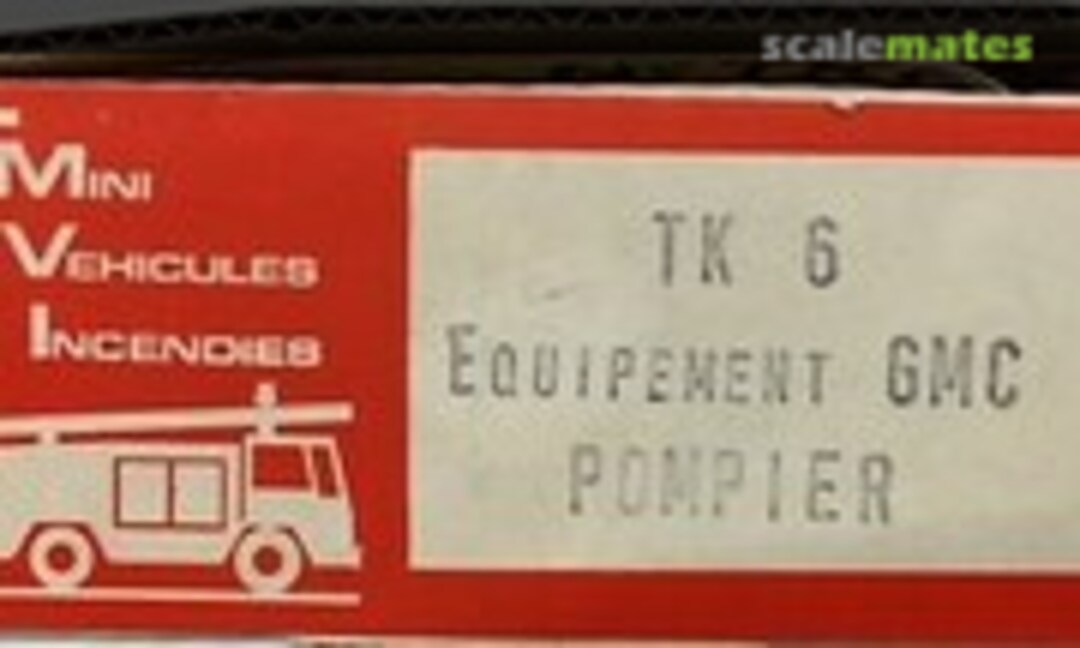 scalemates
MINI
VEHICULES
INCENDIES
TK 6
EQUIPEMENT GMC
POMPIER